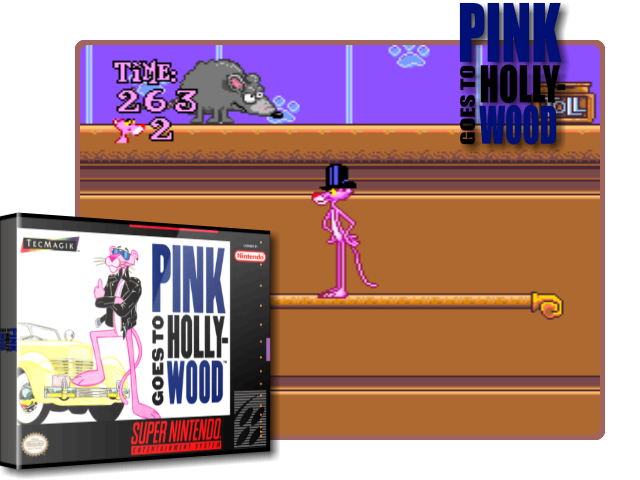 PINK
GOES TO
HOLLY-
WOOD
TiME:
263
2
OLL
TECMAGIK
PINK
GOES TO
HOLLY-
WOOD
Nintendo
SUPER NINTENDO
ENTERTAINMENT SYSTEM